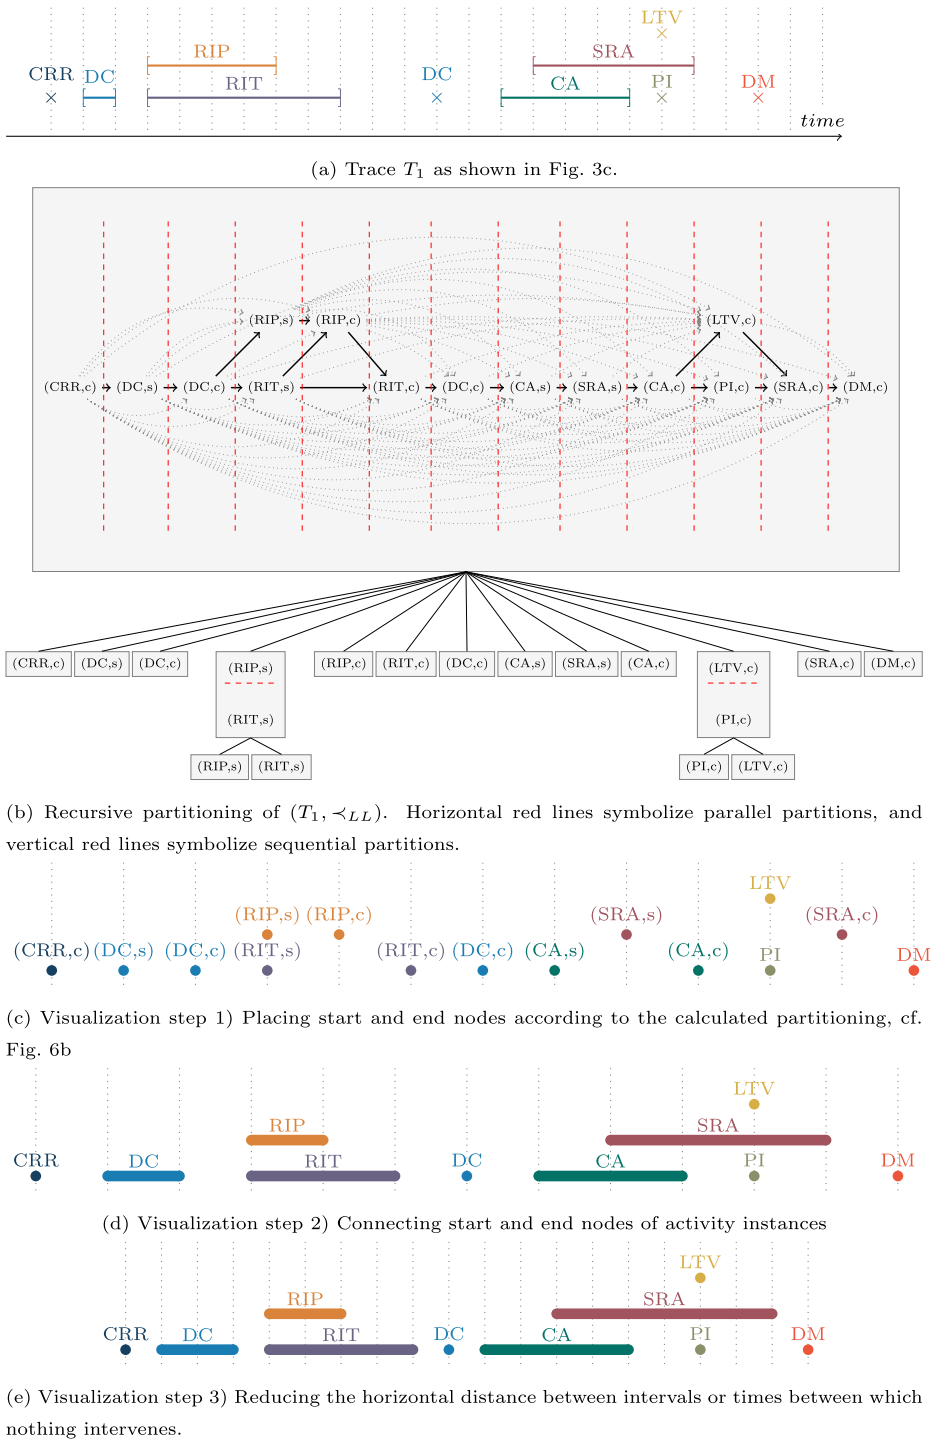 LTV
RIP SRA
CRR DC RIT DC CA PI DM
time
(a) Trace T₁ as shown in Fig. 3c.
(RIP,s) (RIP,c) (LTV,c)
(CRR,c) (DC,s) (DC,c) (RIT,s) (RIT,c) (DC,c) (CA,s) (SRA,s) (CA,c) (PI,c) (SRA,c) (DM,c)
(CRR,c) (DC,s) (DC,c) (RIP,s) (RIP,c) (RIT,c) (DC,c) (CA,s) (SRA,s) (CA,c) (LTV,c) (SRA,c) (DM,c)
(RIT,s) (PI,c)
(RIP,s) (RIT,s) (PI,c) (LTV,c)
(b) Recursive partitioning of (T₁, ≺LL). Horizontal red lines symbolize parallel partitions, and
vertical red lines symbolize sequential partitions.
LTV
(RIP,s) (RIP,c) (SRA,s) (SRA,c)
(CRR,c) (DC,s) (DC,c) (RIT,s) (RIT,c) (DC,c) (CA,s) (CA,c) PI DM
(c) Visualization step 1) Placing start and end nodes according to the calculated partitioning, cf.
Fig. 6b
LTV
RIP SRA
CRR DC RIT DC CA PI DM
(d) Visualization step 2) Connecting start and end nodes of activity instances
LTV
RIP SRA
CRR DC RIT DC CA PI DM
(e) Visualization step 3) Reducing the horizontal distance between intervals or times between which
nothing intervenes.